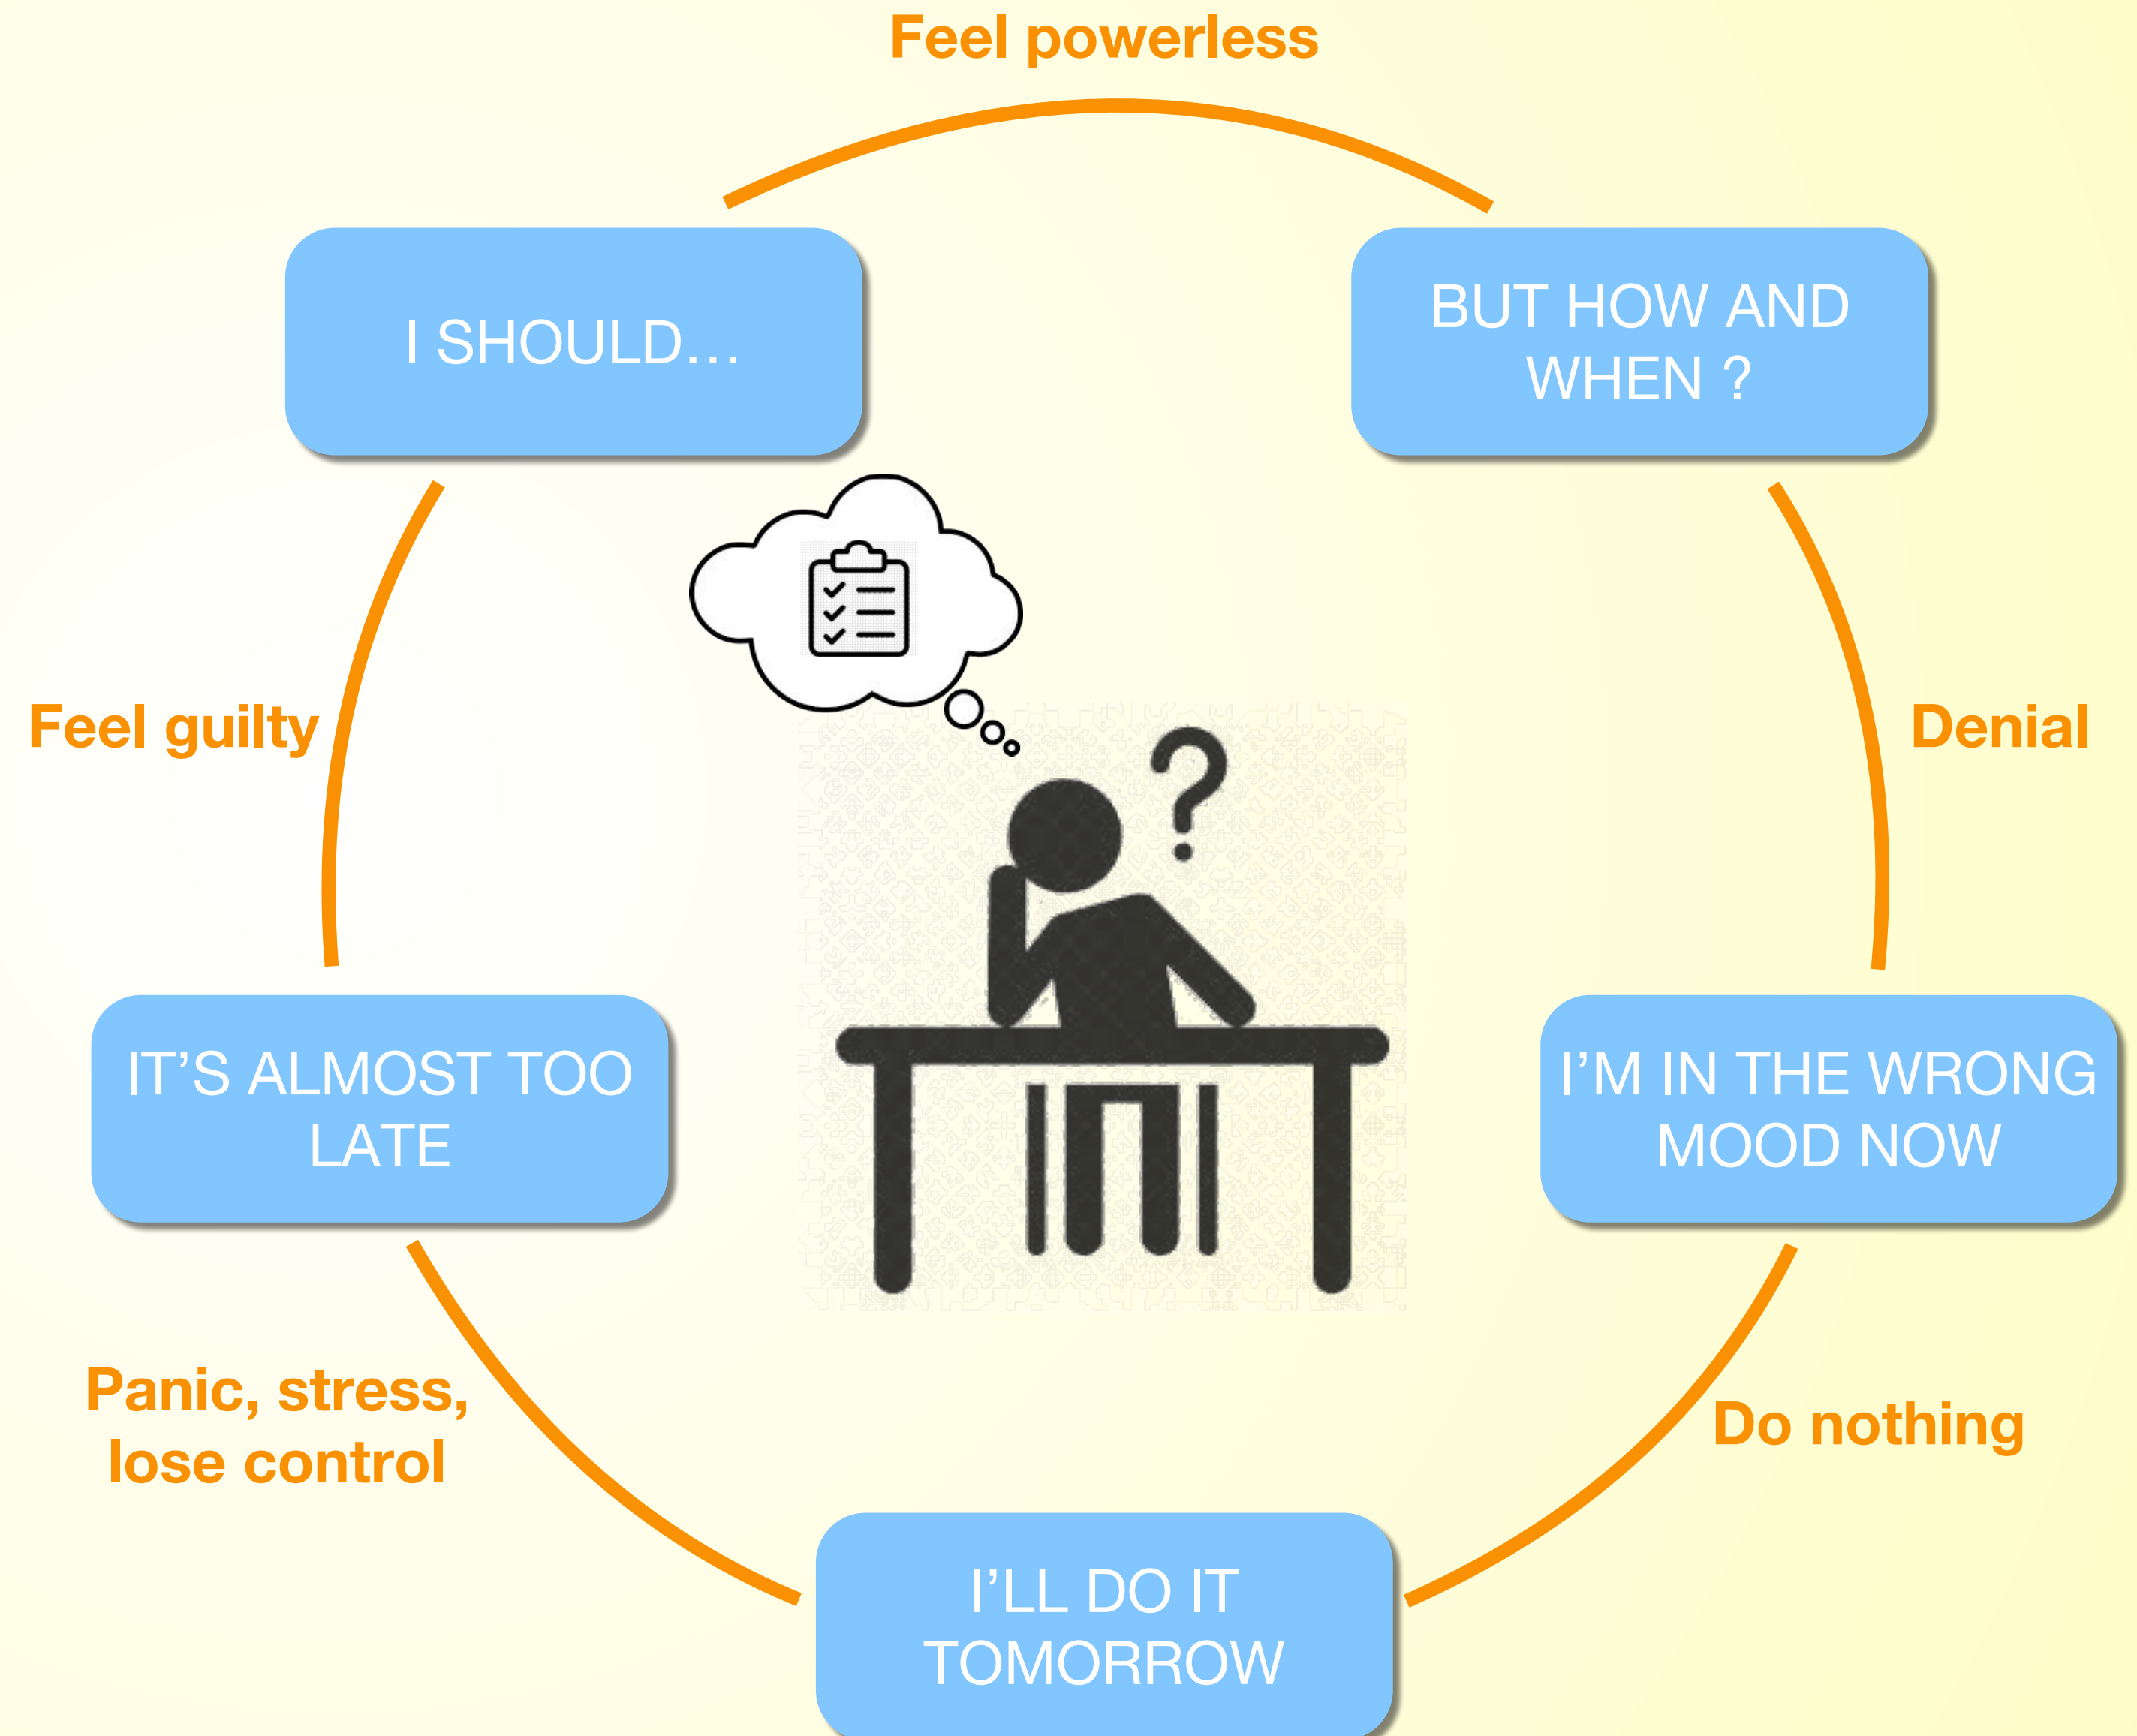 Feel powerless
I SHOULD…
BUT HOW AND
WHEN ?
Feel guilty
Denial
?
IT’S ALMOST TOO
LATE
I’M IN THE WRONG
MOOD NOW
Panic, stress,
lose control
Do nothing
I’LL DO IT
TOMORROW